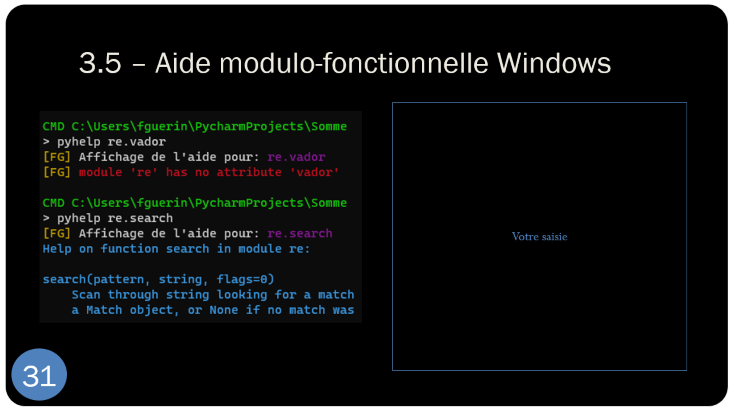 3.5 – Aide modulo-fonctionnelle Windows
CMD C:\Users\fguerin\PycharmProjects\Somme
> pyhelp re.vador
[FG] Affichage de l'aide pour: re.vador
[FG] module 're' has no attribute 'vador'
CMD C:\Users\fguerin\PycharmProjects\Somme
> pyhelp re.search
[FG] Affichage de l'aide pour: re.search
Help on function search in module re:
search(pattern, string, flags=0)
Scan through string looking for a match
a Match object, or None if no match was
Votre saisie
31